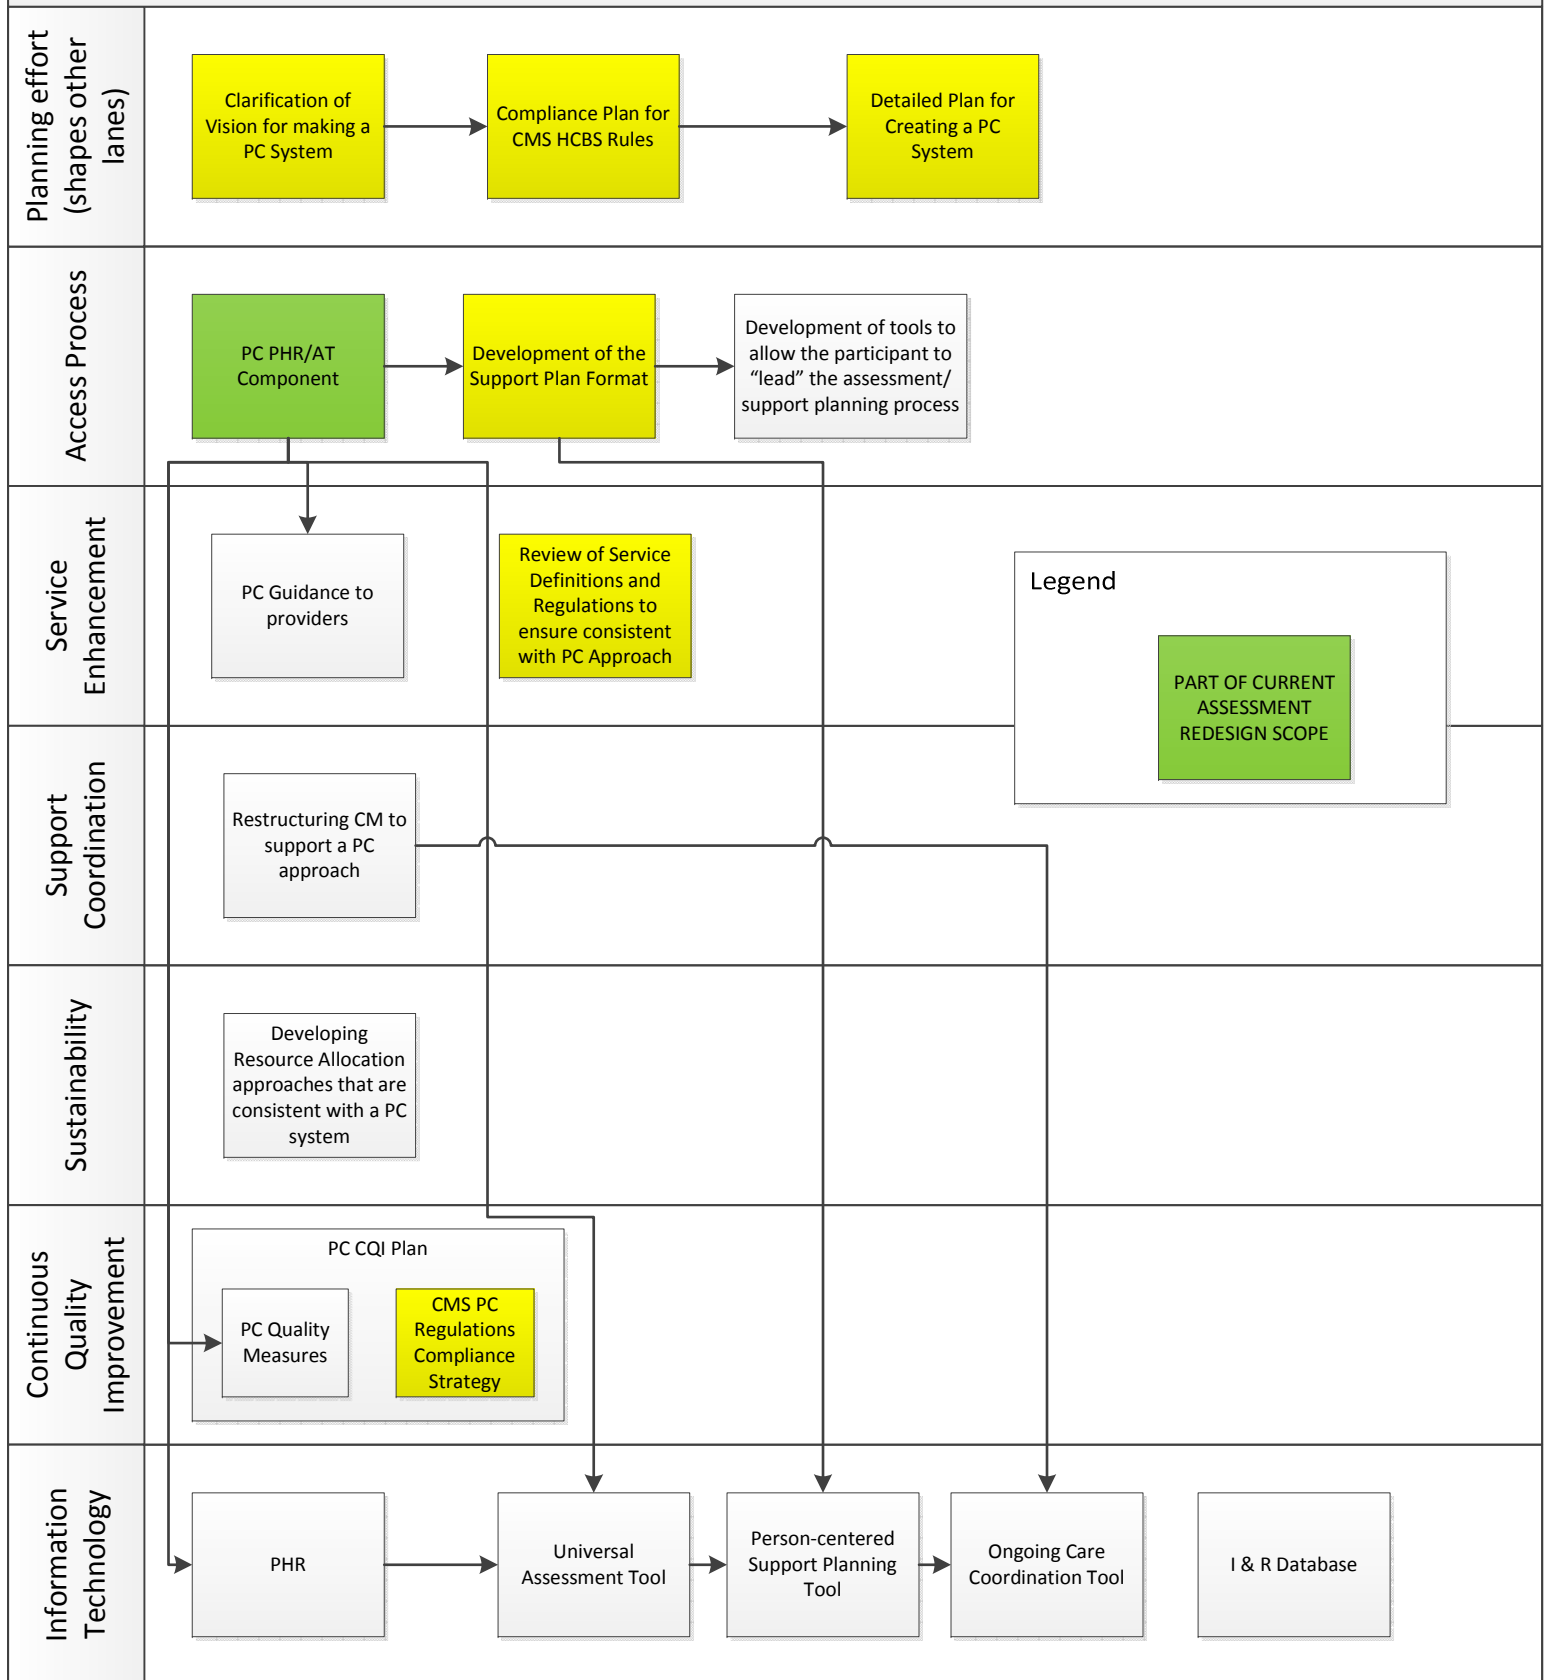 Planning effort
(shapes other
lanes)
Clarification of
Vision for making a
PC System
Compliance Plan for
CMS HCBS Rules
Detailed Plan for
Creating a PC
System
Access Process
PC PHR/AT
Component
Development of the
Support Plan Format
Development of tools to
allow the participant to
“lead” the assessment/
support planning process
Service
Enhancement
PC Guidance to
providers
Review of Service
Definitions and
Regulations to
ensure consistent
with PC Approach
Legend
PART OF CURRENT
ASSESSMENT
REDESIGN SCOPE
Support
Coordination
Restructuring CM to
support a PC
approach
Sustainability
Developing
Resource Allocation
approaches that are
consistent with a PC
system
Continuous
Quality
Improvement
PC CQI Plan
PC Quality
Measures
CMS PC
Regulations
Compliance
Strategy
Information
Technology
PHR
Universal
Assessment Tool
Person-centered
Support Planning
Tool
Ongoing Care
Coordination Tool
I & R Database